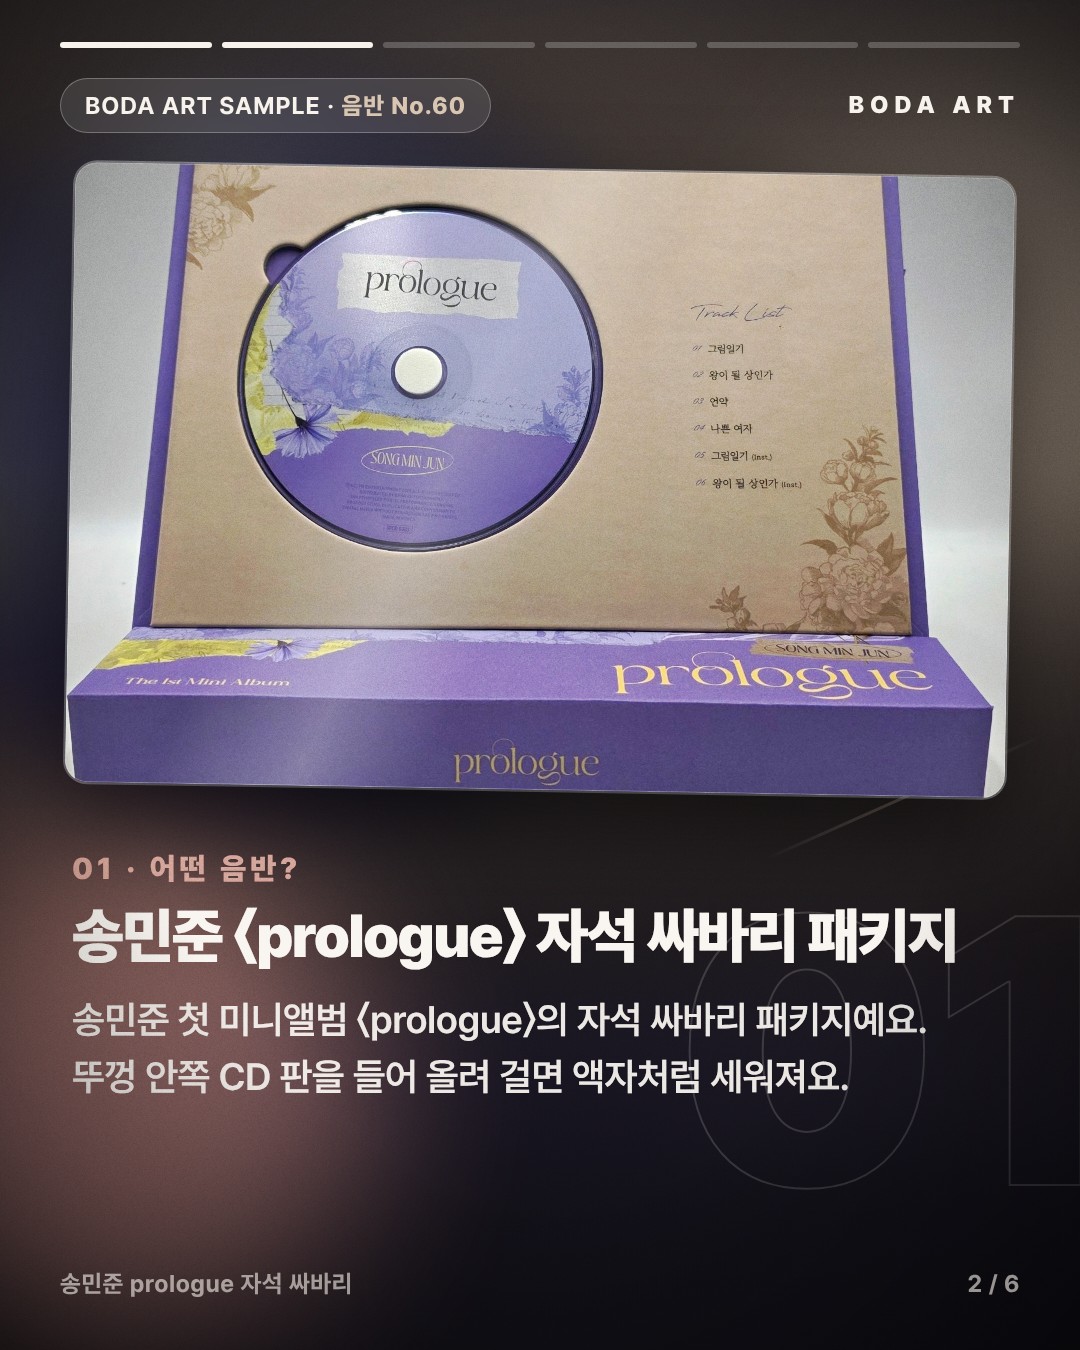 BODA ART SAMPLE · 음반 No.60
BODA ART
prologue
SONG MIN JUN
Track List
01 그림일기
02 왕이 될 상인가
03 언약
04 나쁜 여자
05 그림일기 (Inst.)
06 왕이 될 상인가 (Inst.)
SONG MIN JUN
The 1st Mini Album
prologue
prologue
01 · 어떤 음반?
송민준 〈prologue〉 자석 싸바리 패키지
송민준 첫 미니앨범 〈prologue〉의 자석 싸바리 패키지예요.
뚜껑 안쪽 CD 판을 들어 올려 걸면 액자처럼 세워져요.
01
송민준 prologue 자석 싸바리
2 / 6